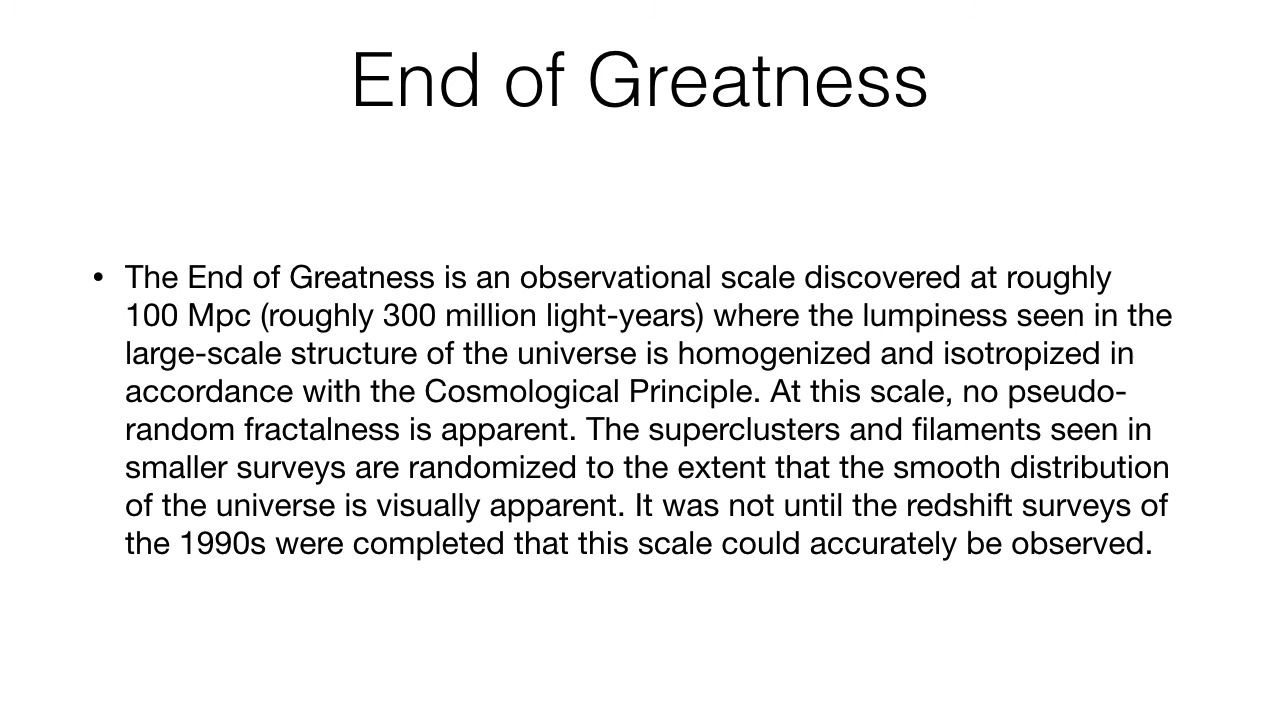 End of Greatness
• The End of Greatness is an observational scale discovered at roughly
100 Mpc (roughly 300 million light-years) where the lumpiness seen in the
large-scale structure of the universe is homogenized and isotropized in
accordance with the Cosmological Principle. At this scale, no pseudo-
random fractalness is apparent. The superclusters and filaments seen in
smaller surveys are randomized to the extent that the smooth distribution
of the universe is visually apparent. It was not until the redshift surveys of
the 1990s were completed that this scale could accurately be observed.